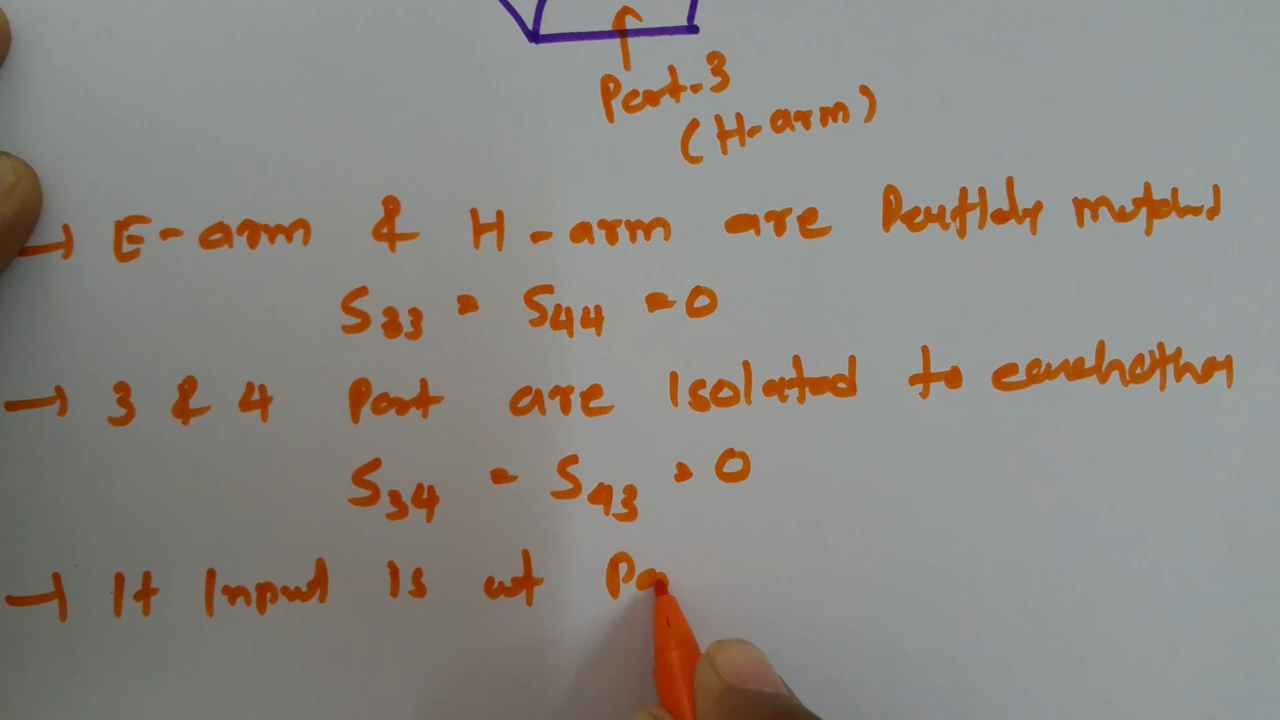 Port-3
(H-arm)
→ E-arm & H-arm are Perfectly matched
S33 = S44 = 0
→ 3 & 4 Port are isolated to eachother
S34 = S43 = 0
→ If Input is at Po